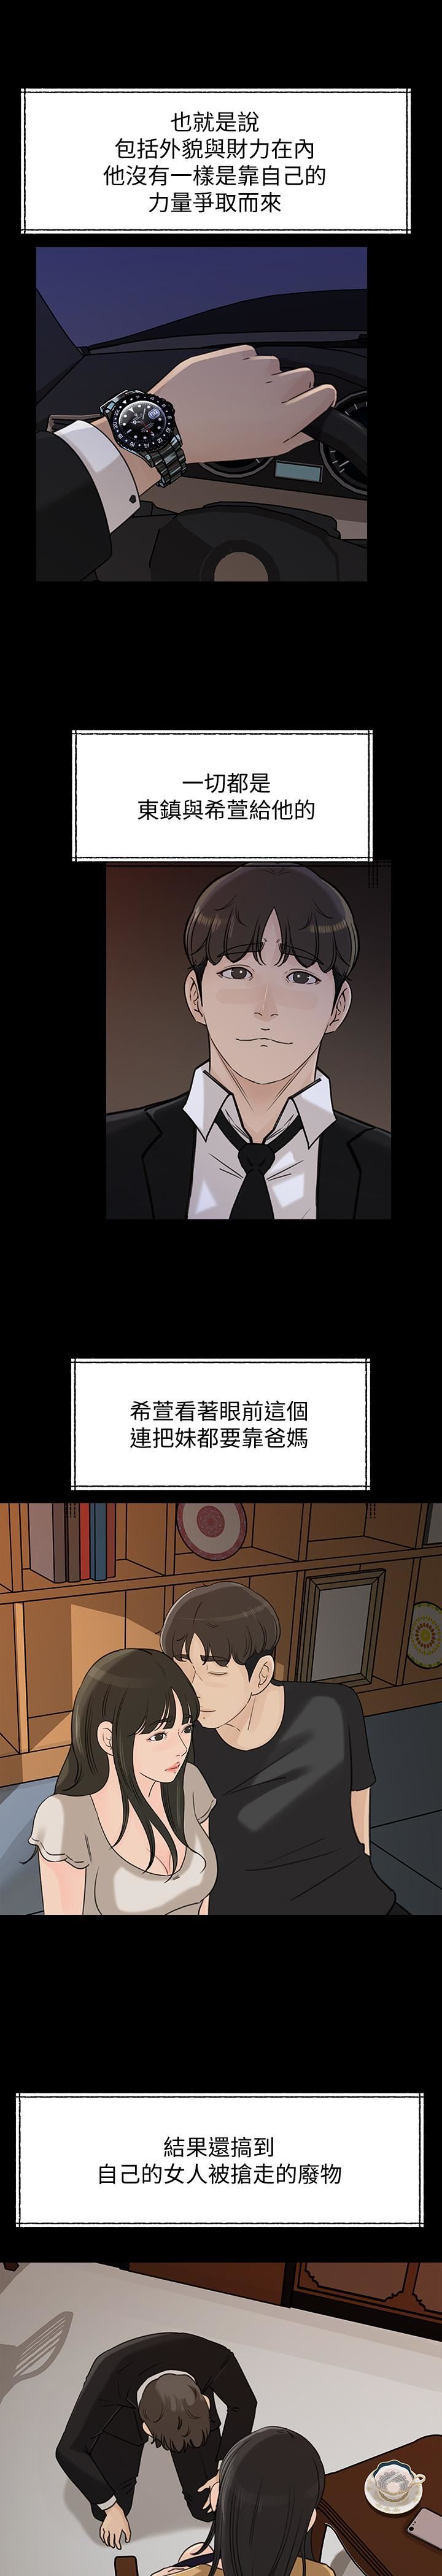 也就是說
包括外貌與財力在內
他沒有一樣是靠自己的
力量爭取而來
一切都是
東鎮與希萱給他的
希萱看著眼前這個
連把妹都要靠爸媽
結果還搞到
自己的女人被搶走的廢物